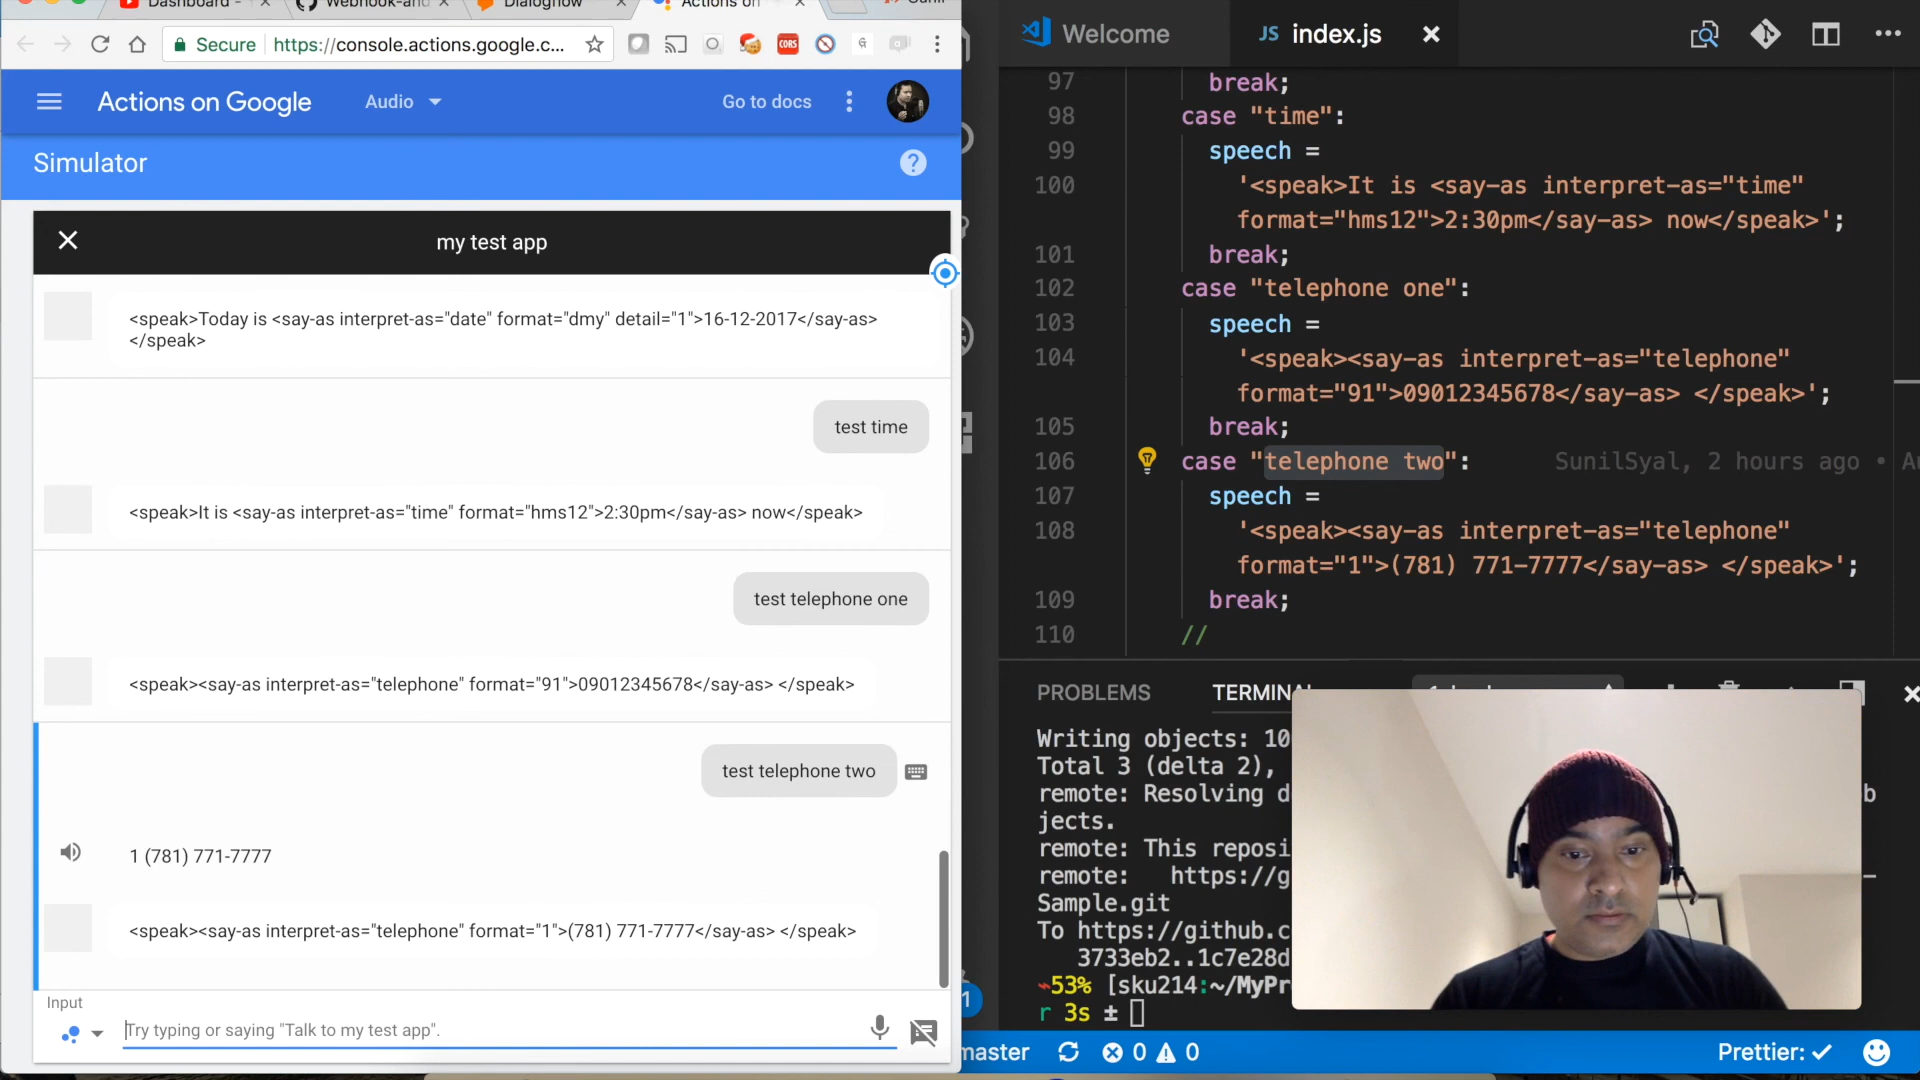 Dashboard -
Webhook-and
Dialogflow
Actions on
Secure
https://console.actions.google.c...
CORS
Actions on Google
Audio
Go to docs
Simulator
?
my test app
<speak>Today is <say-as interpret-as="date" format="dmy" detail="1">16-12-2017</say-as>
</speak>
test time
<speak>It is <say-as interpret-as="time" format="hms12">2:30pm</say-as> now</speak>
test telephone one
<speak><say-as interpret-as="telephone" format="91">09012345678</say-as> </speak>
test telephone two
1 (781) 771-7777
<speak><say-as interpret-as="telephone" format="1">(781) 771-7777</say-as> </speak>
Input
Try typing or saying "Talk to my test app".
Welcome
JS index.js
97 break;
98 case "time":
99 speech =
100 '<speak>It is <say-as interpret-as="time"
format="hms12">2:30pm</say-as> now</speak>';
101 break;
102 case "telephone one":
103 speech =
104 '<speak><say-as interpret-as="telephone"
format="91">09012345678</say-as> </speak>';
105 break;
106 case "telephone two": SunilSyal, 2 hours ago •
107 speech =
108 '<speak><say-as interpret-as="telephone"
format="1">(781) 771-7777</say-as> </speak>';
109 break;
110 //
PROBLEMS
TERMINAL
Writing objects: 10
Total 3 (delta 2),
remote: Resolving d
jects.
remote: This reposi
remote: https://g
Sample.git
To https://github.c
3733eb2..1c7e28d
53% [sku214:~/MyPr
r 3s ±
1
master
0
0
Prettier: ✓